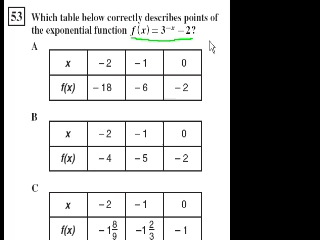 53 Which table below correctly describes points of
the exponential function f(x) = 3⁻ˣ – 2?
A
x –2 –1 0
f(x) –18 –6 –2
B
x –2 –1 0
f(x) –4 –5 –2
C
x –2 –1 0
f(x) –1 8/9 –1 2/3 –1